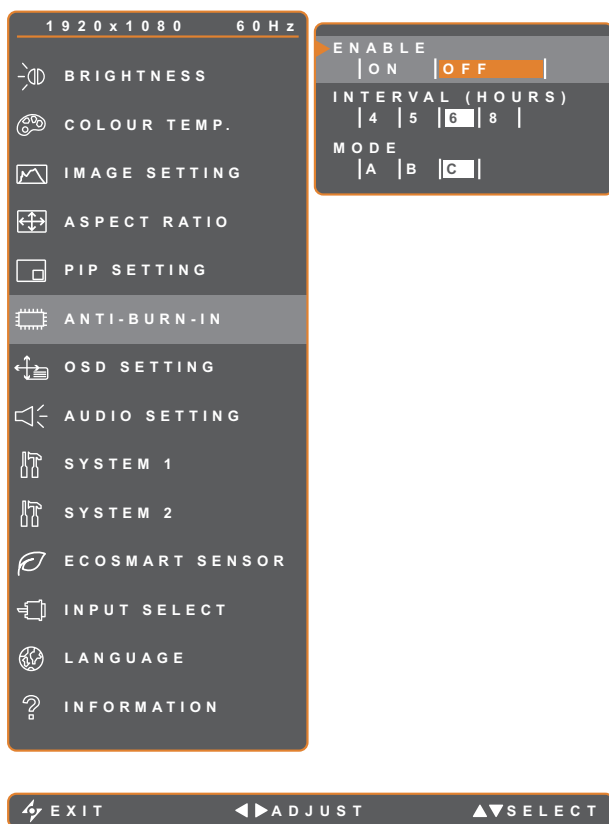 1920x1080 60Hz
BRIGHTNESS
COLOUR TEMP.
IMAGE SETTING
ASPECT RATIO
PIP SETTING
ANTI-BURN-IN
OSD SETTING
AUDIO SETTING
SYSTEM 1
SYSTEM 2
ECOSMART SENSOR
INPUT SELECT
LANGUAGE
INFORMATION
ENABLE
ON OFF
INTERVAL (HOURS)
4 5 6 8
MODE
A B C
EXIT ADJUST SELECT